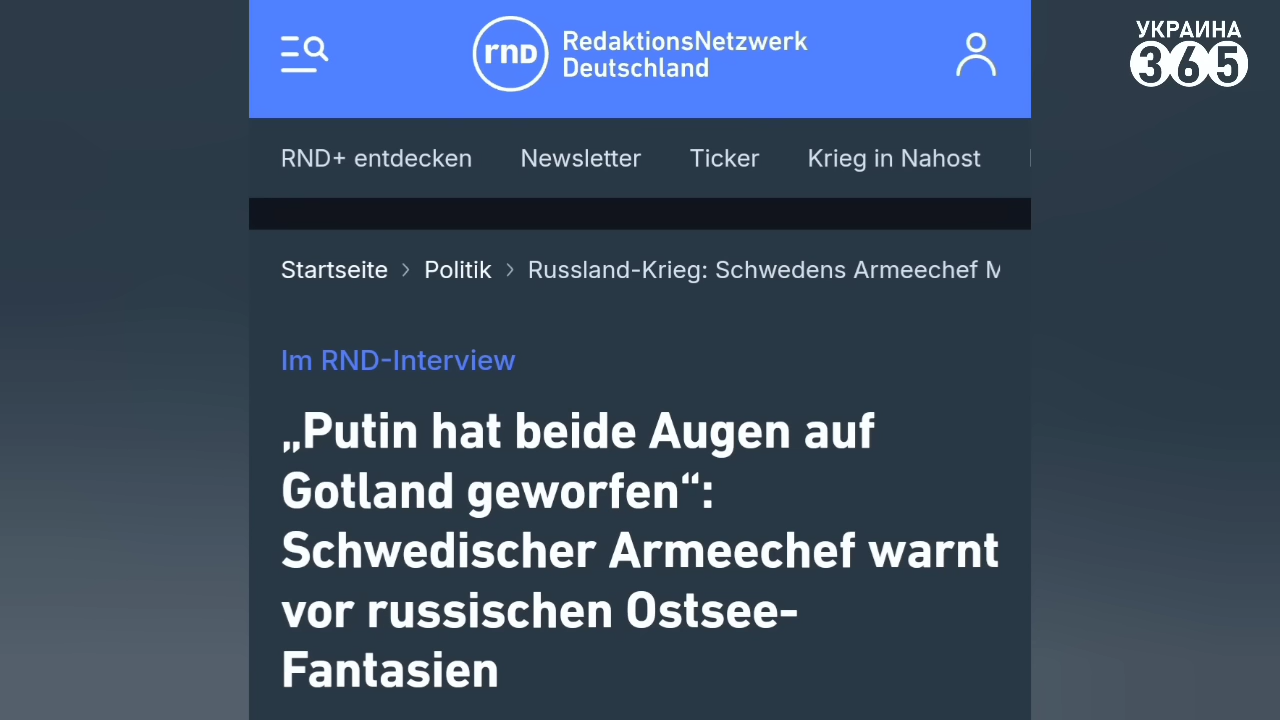 УКРАИНА
365
rnD RedaktionsNetzwerk
Deutschland
RND+ entdecken Newsletter Ticker Krieg in Nahost
Startseite > Politik > Russland-Krieg: Schwedens Armeechef
Im RND-Interview
„Putin hat beide Augen auf
Gotland geworfen“:
Schwedischer Armeechef warnt
vor russischen Ostsee-
Fantasien